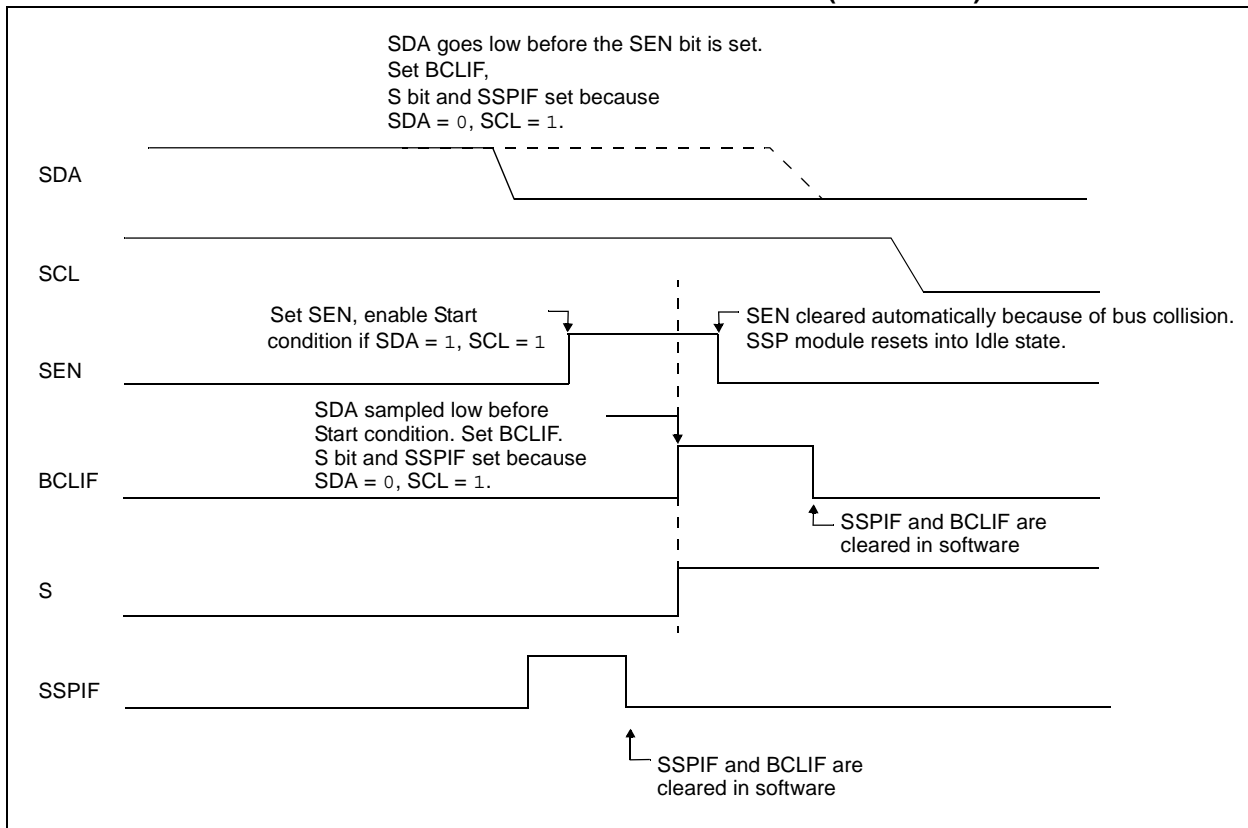 SDA goes low before the SEN bit is set.
Set BCLIF,
S bit and SSPIF set because
SDA = 0, SCL = 1.
SDA
SCL
Set SEN, enable Start
condition if SDA = 1, SCL = 1
SEN cleared automatically because of bus collision.
SSP module resets into Idle state.
SEN
SDA sampled low before
Start condition. Set BCLIF.
S bit and SSPIF set because
SDA = 0, SCL = 1.
BCLIF
SSPIF and BCLIF are
cleared in software
S
SSPIF
SSPIF and BCLIF are
cleared in software